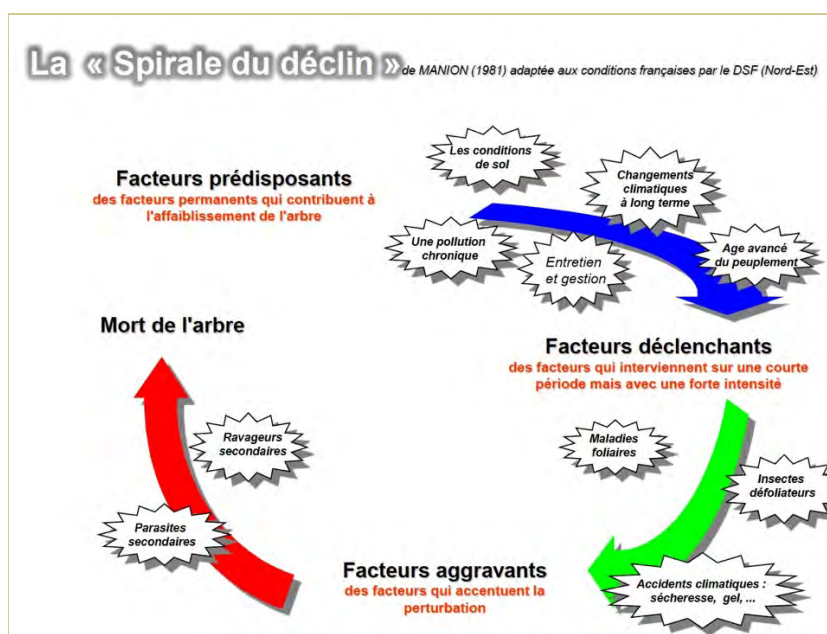 La « Spirale du déclin » de MANION (1981) adaptée aux conditions françaises par le DSF (Nord-Est)
Facteurs prédisposants
des facteurs permanents qui contribuent à
l'affaiblissement de l'arbre
Les conditions
de sol
Changements
climatiques
à long terme
Une pollution
chronique
Entretien
et gestion
Age avancé
du peuplement
Facteurs déclenchants
des facteurs qui interviennent sur une courte
période mais avec une forte intensité
Maladies
foliaires
Insectes
défoliateurs
Accidents climatiques :
sécheresse, gel, ...
Facteurs aggravants
des facteurs qui accentuent la
perturbation
Parasites
secondaires
Ravageurs
secondaires
Mort de l'arbre